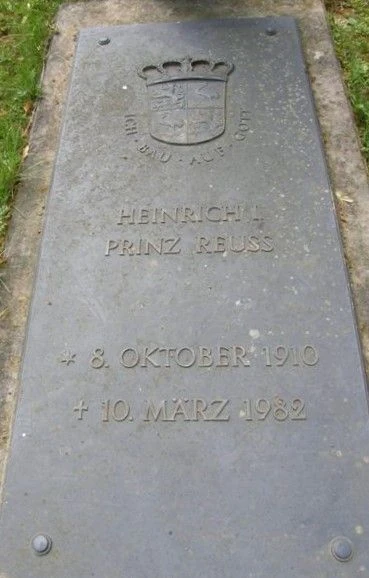 ICH · BAU · AUF · GOTT
HEINRICH I.
PRINZ REUSS
* 8. OKTOBER 1910
+ 10. MÄRZ 1982